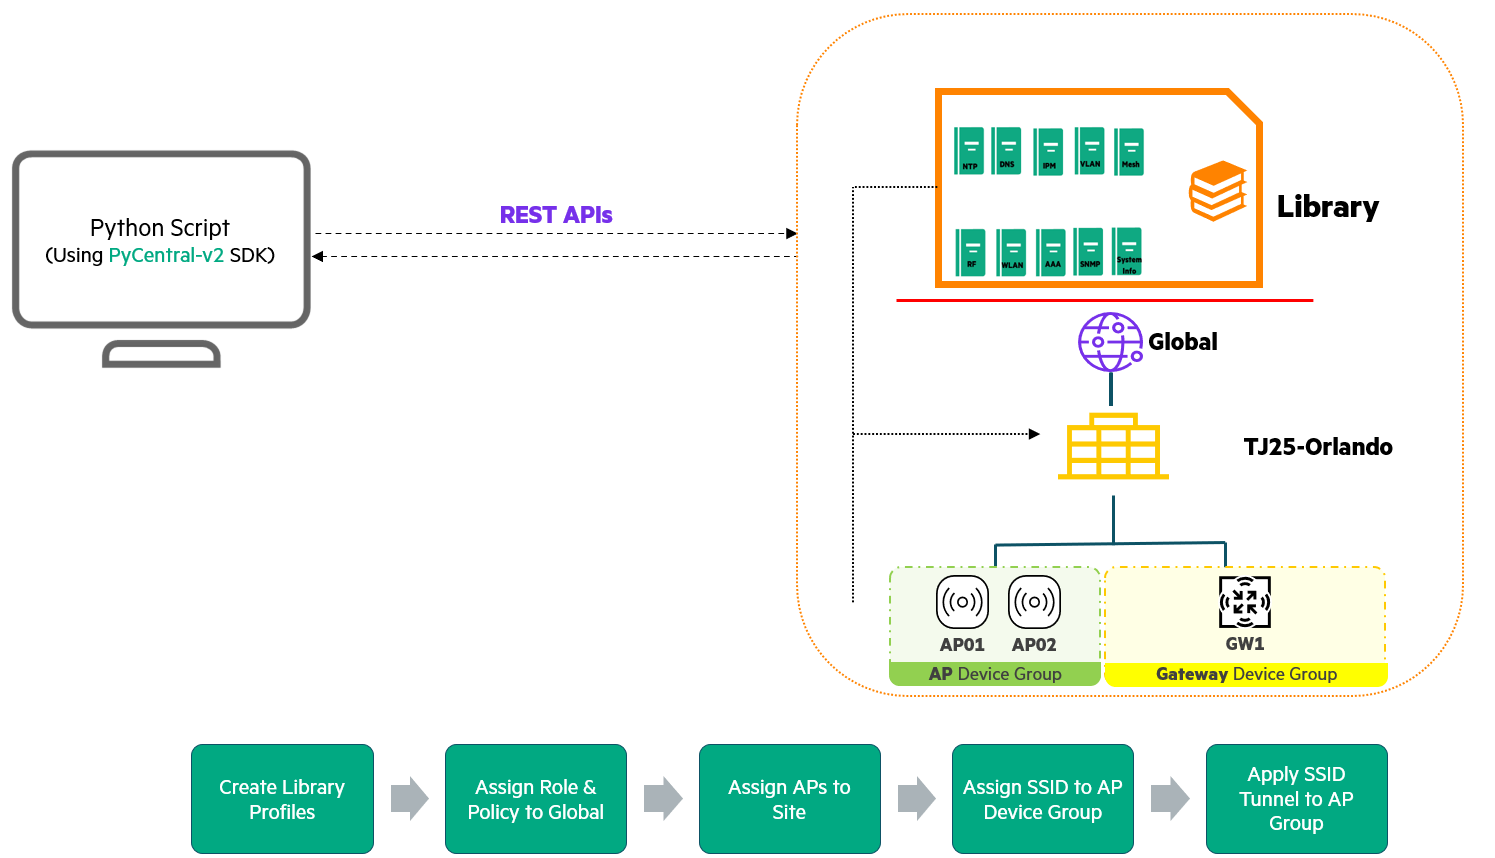 Python Script
(Using PyCentral-v2 SDK)
REST APIs
NTP
DNS
IPM
VLAN
Mesh
RF
WLAN
AAA
SNMP
System
Info
Library
Global
TJ25-Orlando
AP01
AP02
AP Device Group
GW1
Gateway Device Group
Create Library
Profiles
Assign Role &
Policy to Global
Assign APs to
Site
Assign SSID to AP
Device Group
Apply SSID
Tunnel to AP
Group